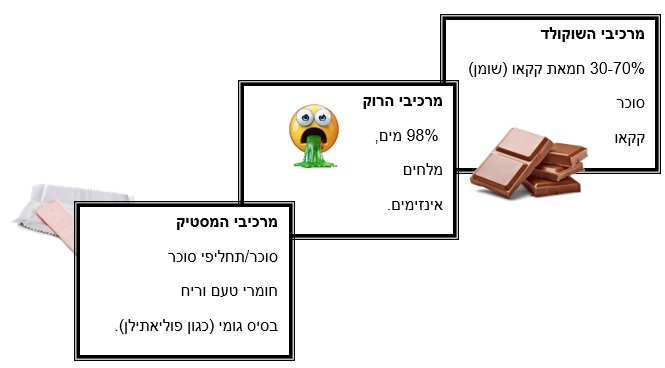 מרכיבי השוקולד
30-70% חמאת קקאו (שומן)
סוכר
קקאו
מרכיבי הרוק
98% מים,
מלחים
אינזימים.
מרכיבי המסטיק
סוכר/תחליפי סוכר
חומרי טעם וריח
בסיס גומי (כגון פוליאתילן).